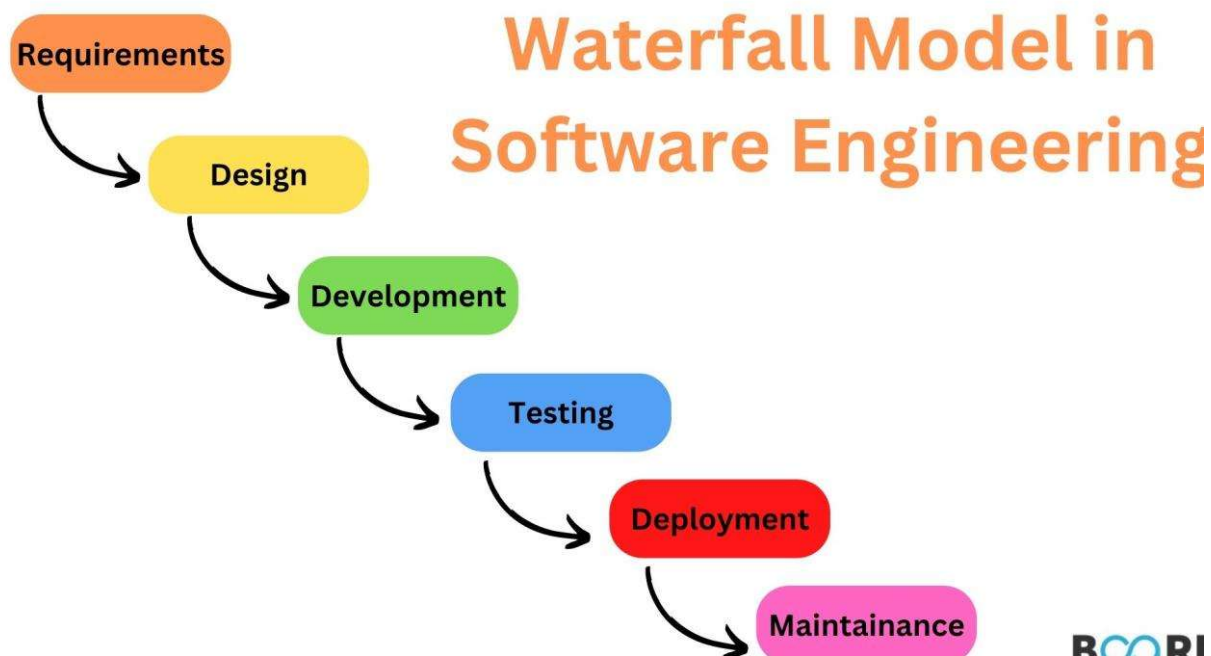 Waterfall Model in
Software Engineering
Requirements
Design
Development
Testing
Deployment
Maintainance